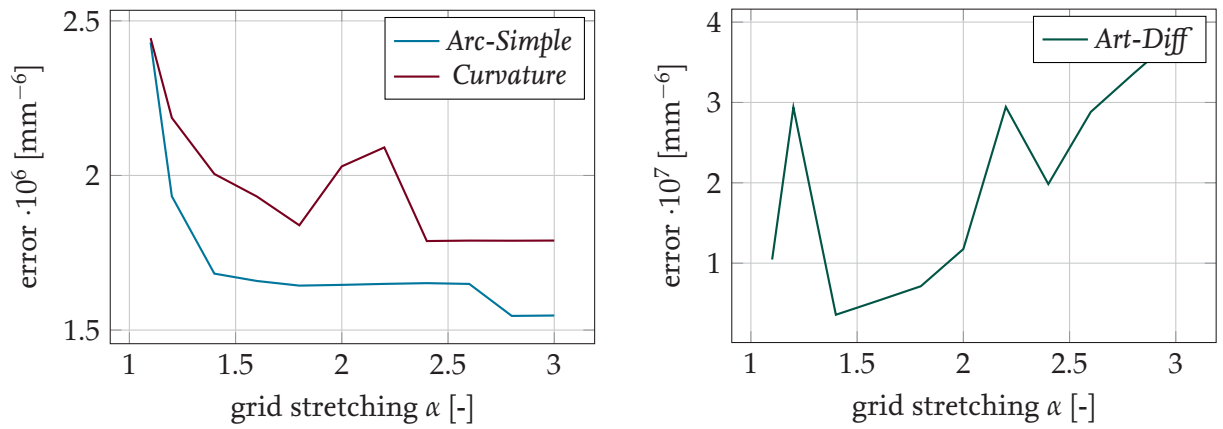 2.5
2
1.5
error ·10⁶ [mm⁻⁶]
Arc-Simple
Curvature
1 1.5 2 2.5 3
grid stretching α [-]
4
3
2
1
error ·10⁷ [mm⁻⁶]
Art-Diff
1 1.5 2 2.5 3
grid stretching α [-]